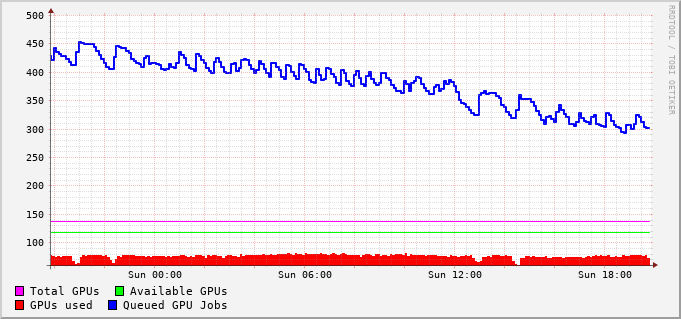 500
450
400
350
300
250
200
150
100
Sun 00:00 Sun 06:00 Sun 12:00 Sun 18:00
Total GPUs Available GPUs
GPUs used Queued GPU Jobs
RRDTOOL / TOBI OETIKER